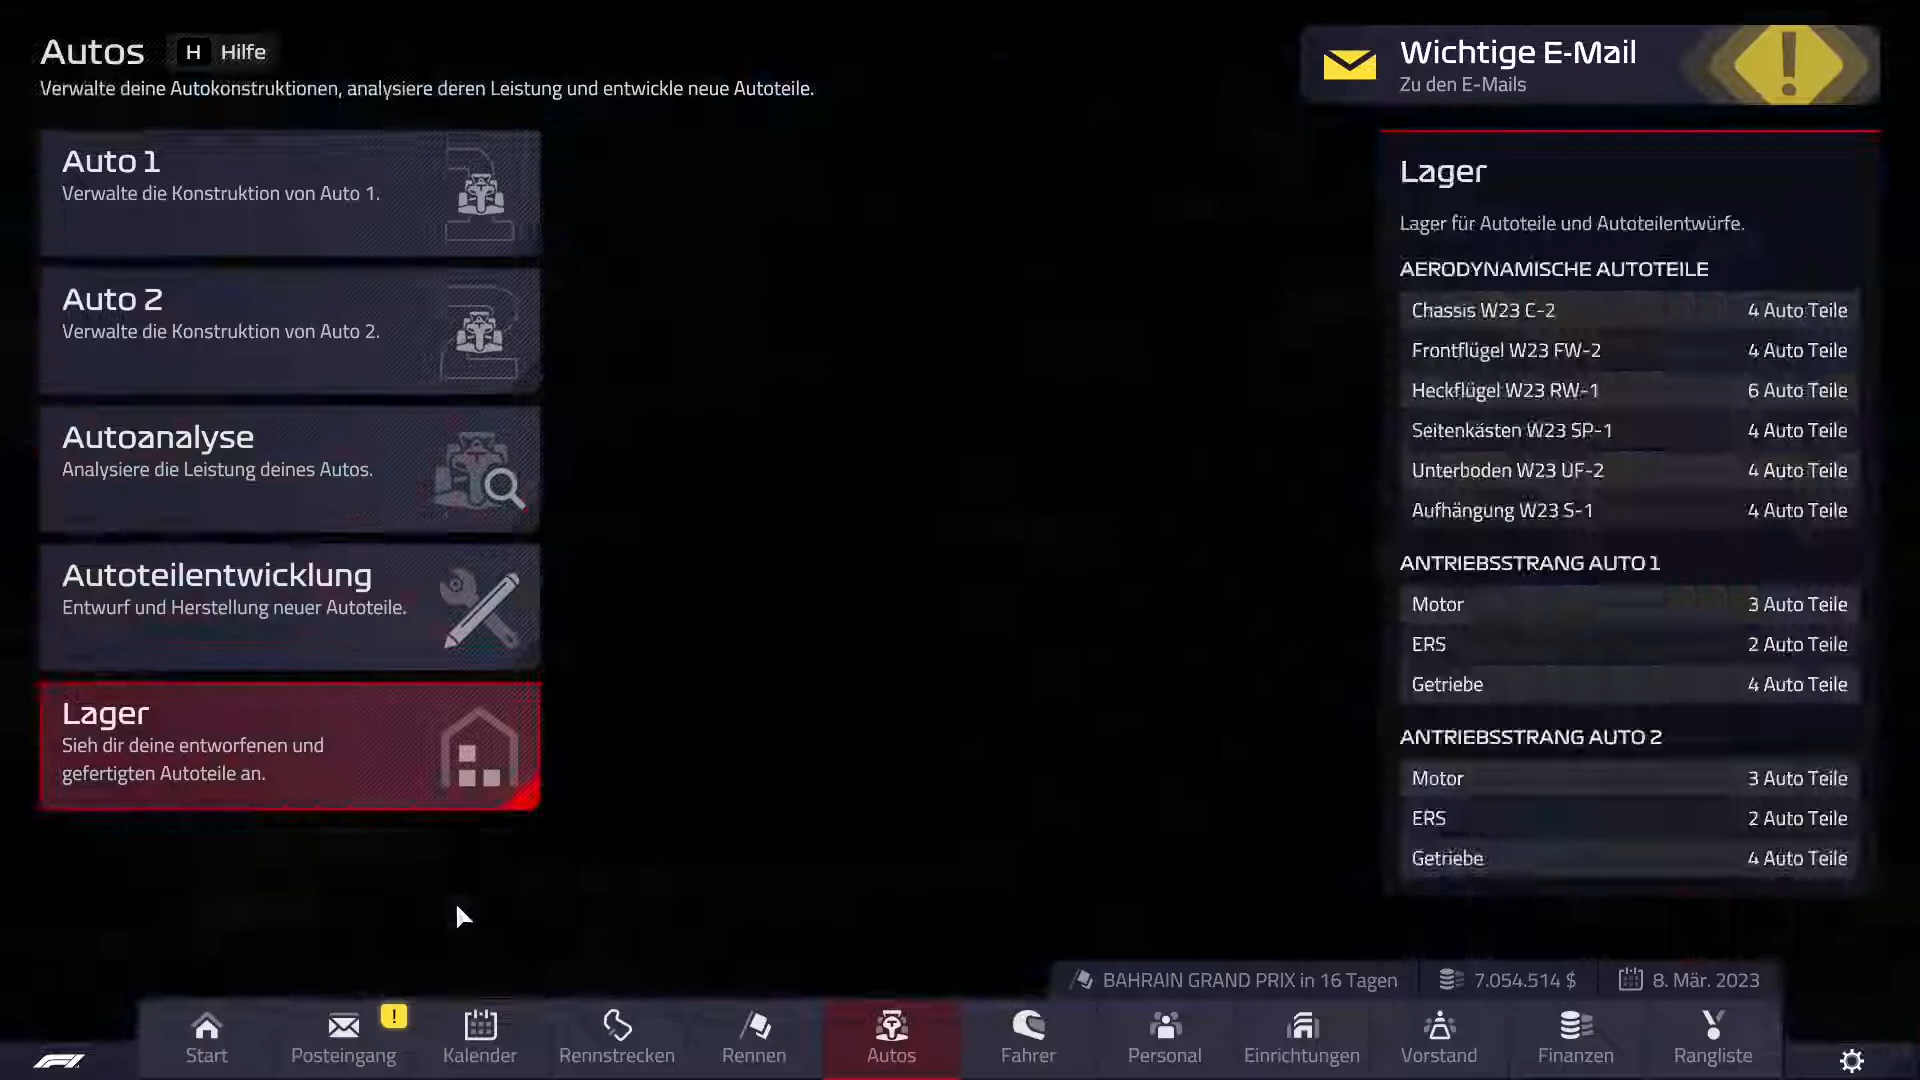 Autos
H Hilfe
Verwalte deine Autokonstruktionen, analysiere deren Leistung und entwickle neue Autoteile.
Auto 1
Verwalte die Konstruktion von Auto 1.
Auto 2
Verwalte die Konstruktion von Auto 2.
Autoanalyse
Analysiere die Leistung deines Autos.
Autoteilentwicklung
Entwurf und Herstellung neuer Autoteile.
Lager
Sieh dir deine entworfenen und
gefertigten Autoteile an.
Wichtige E-Mail
Zu den E-Mails
Lager
Lager für Autoteile und Autoteilentwürfe.
AERODYNAMISCHE AUTOTEILE
Chassis W23 C-2 4 Auto Teile
Frontflügel W23 FW-2 4 Auto Teile
Heckflügel W23 RW-1 6 Auto Teile
Seitenkästen W23 SP-1 4 Auto Teile
Unterboden W23 UF-2 4 Auto Teile
Aufhängung W23 S-1 4 Auto Teile
ANTRIEBSSTRANG AUTO 1
Motor 3 Auto Teile
ERS 2 Auto Teile
Getriebe 4 Auto Teile
ANTRIEBSSTRANG AUTO 2
Motor 3 Auto Teile
ERS 2 Auto Teile
Getriebe 4 Auto Teile
BAHRAIN GRAND PRIX in 16 Tagen 7.054.514 $ 8. Mär. 2023
Start Posteingang ! Kalender Rennstrecken Rennen Autos Fahrer Personal Einrichtungen Vorstand Finanzen Rangliste